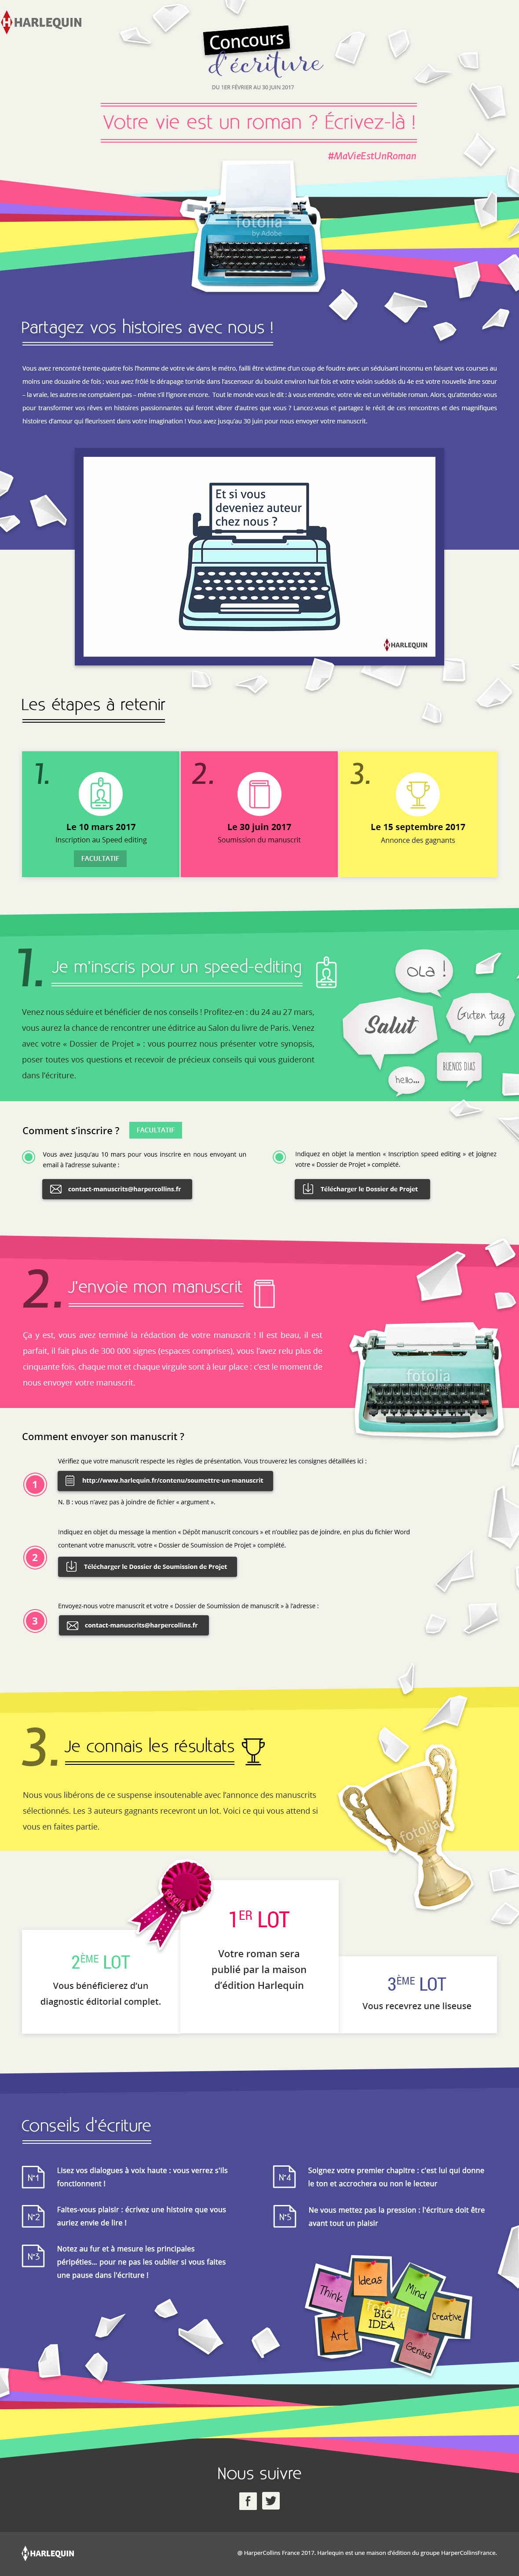 HARLEQUIN
Concours
d'écriture
DU 1ER FÉVRIER AU 30 JUIN 2017
Votre vie est un roman ? Écrivez-là !
#MaVieEstUnRoman
fotolia
by Adobe
Partagez vos histoires avec nous !
Vous avez rencontré trente-quatre fois l'homme de votre vie dans le métro, failli être victime d'un coup de foudre avec un séduisant inconnu en faisant vos courses au
moins une douzaine de fois ; vous avez frôlé le dérapage torride dans l'ascenseur du boulot environ huit fois et votre voisin suédois du 4e est votre nouvelle âme sœur
– la vraie, les autres ne comptaient pas – même s'il l'ignore encore. Tout le monde vous le dit : à vous entendre, votre vie est un véritable roman. Alors, qu'attendez-vous
pour transformer vos rêves en histoires passionnantes qui feront vibrer d'autres que vous ? Lancez-vous et partagez le récit de ces rencontres et des magnifiques
histoires d'amour qui fleurissent dans votre imagination ! Vous avez jusqu'au 30 juin pour nous envoyer votre manuscrit.
Et si vous
deveniez auteur
chez nous ?
HARLEQUIN
Les étapes à retenir
1.
Le 10 mars 2017
Inscription au Speed editing
FACULTATIF
2.
Le 30 juin 2017
Soumission du manuscrit
3.
Le 15 septembre 2017
Annonce des gagnants
1. Je m'inscris pour un speed-editing
Venez nous séduire et bénéficier de nos conseils ! Profitez-en : du 24 au 27 mars,
vous aurez la chance de rencontrer une éditrice au Salon du livre de Paris. Venez
avec votre « Dossier de Projet » : vous pourrez nous présenter votre synopsis,
poser toutes vos questions et recevoir de précieux conseils qui vous guideront
dans l'écriture.
OLA !
Salut
Guten tag
BUENOS DIAS
hello...
Comment s'inscrire ?
FACULTATIF
Vous avez jusqu'au 10 mars pour vous inscrire en nous envoyant un
email à l'adresse suivante :
contact-manuscrits@harpercollins.fr
Indiquez en objet la mention « Inscription speed editing » et joignez
votre « Dossier de Projet » complété.
Télécharger le Dossier de Projet
2. J'envoie mon manuscrit
Ça y est, vous avez terminé la rédaction de votre manuscrit ! Il est beau, il est
parfait, il fait plus de 300 000 signes (espaces comprises), vous l'avez relu plus de
cinquante fois, chaque mot et chaque virgule sont à leur place : c'est le moment de
nous envoyer votre manuscrit.
fotolia
Comment envoyer son manuscrit ?
1
Vérifiez que votre manuscrit respecte les règles de présentation. Vous trouverez les consignes détaillées ici :
http://www.harlequin.fr/contenu/soumettre-un-manuscrit
N. B : vous n'avez pas à joindre de fichier « argument ».
2
Indiquez en objet du message la mention « Dépôt manuscrit concours » et n'oubliez pas de joindre, en plus du fichier Word
contenant votre manuscrit, votre « Dossier de Soumission de Projet » complété.
Télécharger le Dossier de Soumission de Projet
3
Envoyez-nous votre manuscrit et votre « Dossier de Soumission de manuscrit » à l'adresse :
contact-manuscrits@harpercollins.fr
3. Je connais les résultats
Nous vous libérons de ce suspense insoutenable avec l'annonce des manuscrits
sélectionnés. Les 3 auteurs gagnants recevront un lot. Voici ce qui vous attend si
vous en faites partie.
fotolia
1ER LOT
Votre roman sera
publié par la maison
d'édition Harlequin
2ÈME LOT
Vous bénéficierez d'un
diagnostic éditorial complet.
3ÈME LOT
Vous recevrez une liseuse
Conseils d'écriture
N°1
Lisez vos dialogues à voix haute : vous verrez s'ils
fonctionnent !
N°2
Faites-vous plaisir : écrivez une histoire que vous
auriez envie de lire !
N°3
Notez au fur et à mesure les principales
péripéties... pour ne pas les oublier si vous faites
une pause dans l'écriture !
N°4
Soignez votre premier chapitre : c'est lui qui donne
le ton et accrochera ou non le lecteur
N°5
Ne vous mettez pas la pression : l'écriture doit être
avant tout un plaisir
Think
Ideas
Mind
BIG
IDEA
Creative
Art
Genius
fotolia
Nous suivre
HARLEQUIN
@ HarperCollins France 2017. Harlequin est une maison d'édition du groupe HarperCollinsFrance.